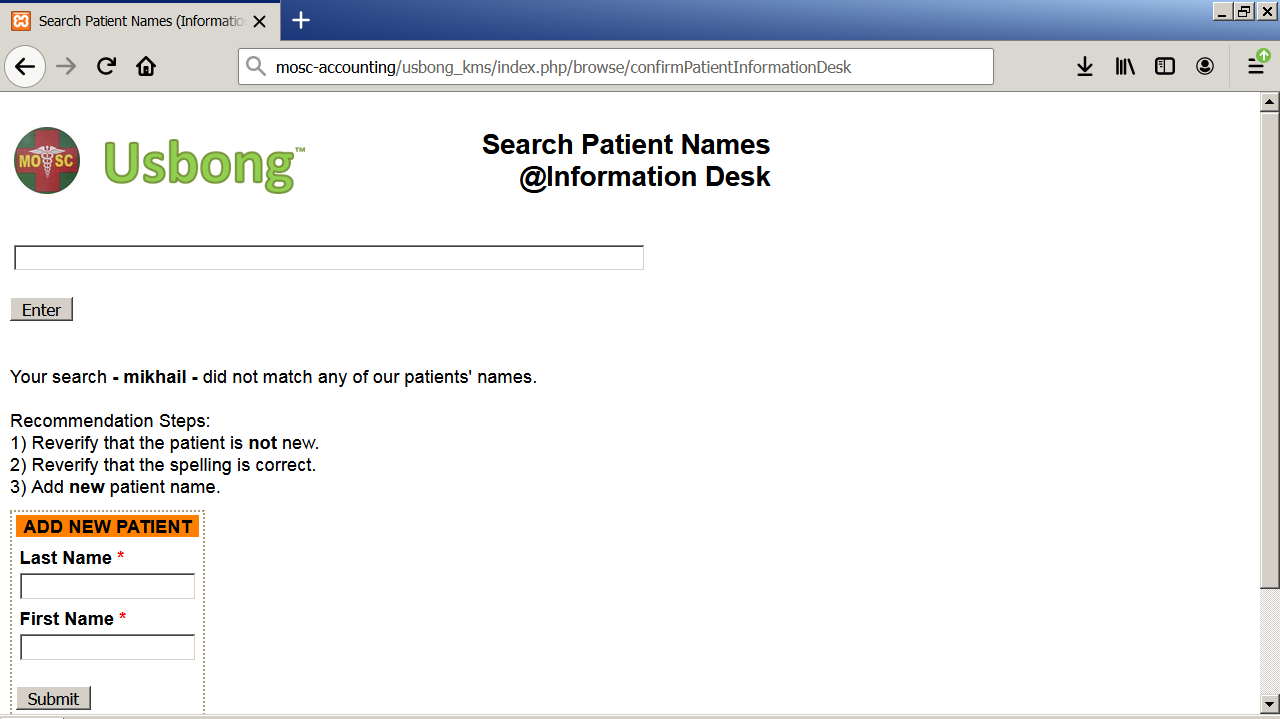 Search Patient Names (Informatio
mosc-accounting/usbong_kms/index.php/browse/confirmPatientInformationDesk
MOSC
Usbong™
Search Patient Names
@Information Desk
Enter
Your search - mikhail - did not match any of our patients' names.
Recommendation Steps:
1) Reverify that the patient is not new.
2) Reverify that the spelling is correct.
3) Add new patient name.
ADD NEW PATIENT
Last Name *
First Name *
Submit